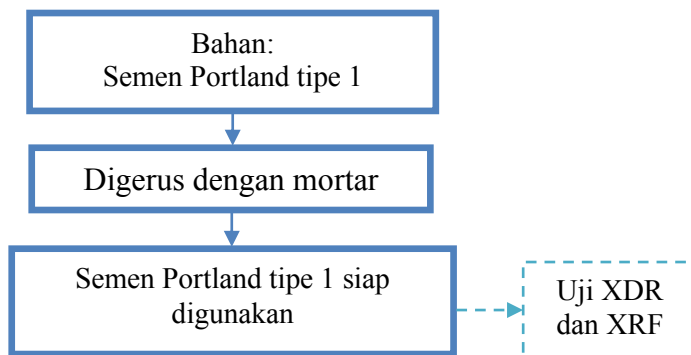 Bahan:
Semen Portland tipe 1
Digerus dengan mortar
Semen Portland tipe 1 siap
digunakan
Uji XDR
dan XRF